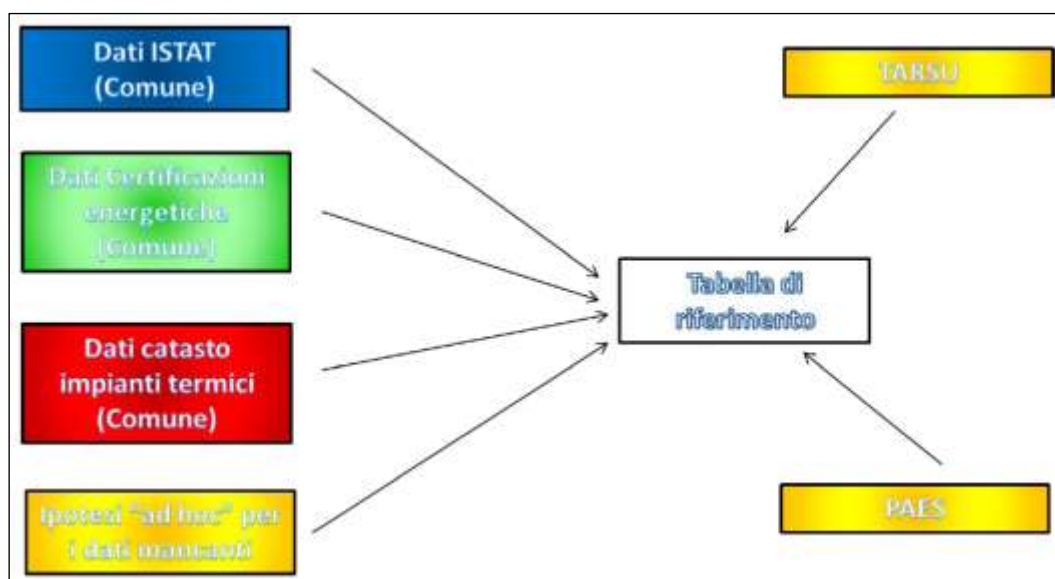 Dati ISTAT
(Comune)
Dati Certificazioni
energetiche
(Comune)
Dati catasto
impianti termici
(Comune)
Ipotesi "ad hoc" per
i dati mancanti
TARSU
Tabella di
riferimento
PAES